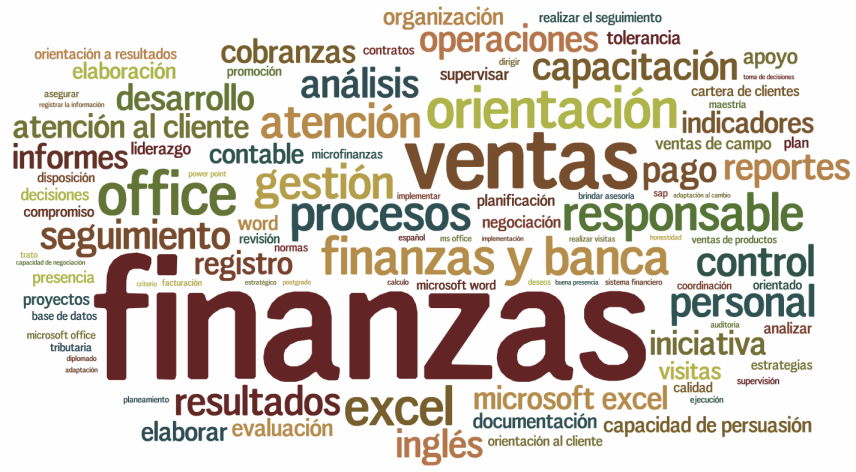 organización
realizar el seguimiento
orientación a resultados
cobranzas
contratos
operaciones
tolerancia
elaboración
promoción
análisis
supervisar
dirigir
capacitación
apoyo
toma de decisiones
asegurar
registrar la información
desarrollo
orientación
cartera de clientes
maestría
atención al cliente
atención
indicadores
informes
liderazgo
contable
microfinanzas
ventas
ventas de campo
plan
disposición
power point
office
gestión
pago
reportes
decisiones
implementar
planificación
brindar asesoría
sap
adaptación al cambio
compromiso
word
procesos
negociación
responsable
seguimiento
revisión
normas
español
ms office
implementación
realizar visitas
honestidad
ventas de productos
trato
capacidad de negociación
registro
finanzas y banca
control
presencia
criterio
facturación
estratégico
postgrado
calculo
microsoft word
deseos
buena presencia
sistema financiero
coordinación
orientado
proyectos
base de datos
finanzas
personal
microsoft office
auditoria
analizar
tributaria
iniciativa
diplomado
adaptación
visitas
estrategias
supervisión
calidad
planeamiento
resultados
excel
microsoft excel
ejecución
elaborar
evaluación
documentación
capacidad de persuasión
inglés
orientación al cliente